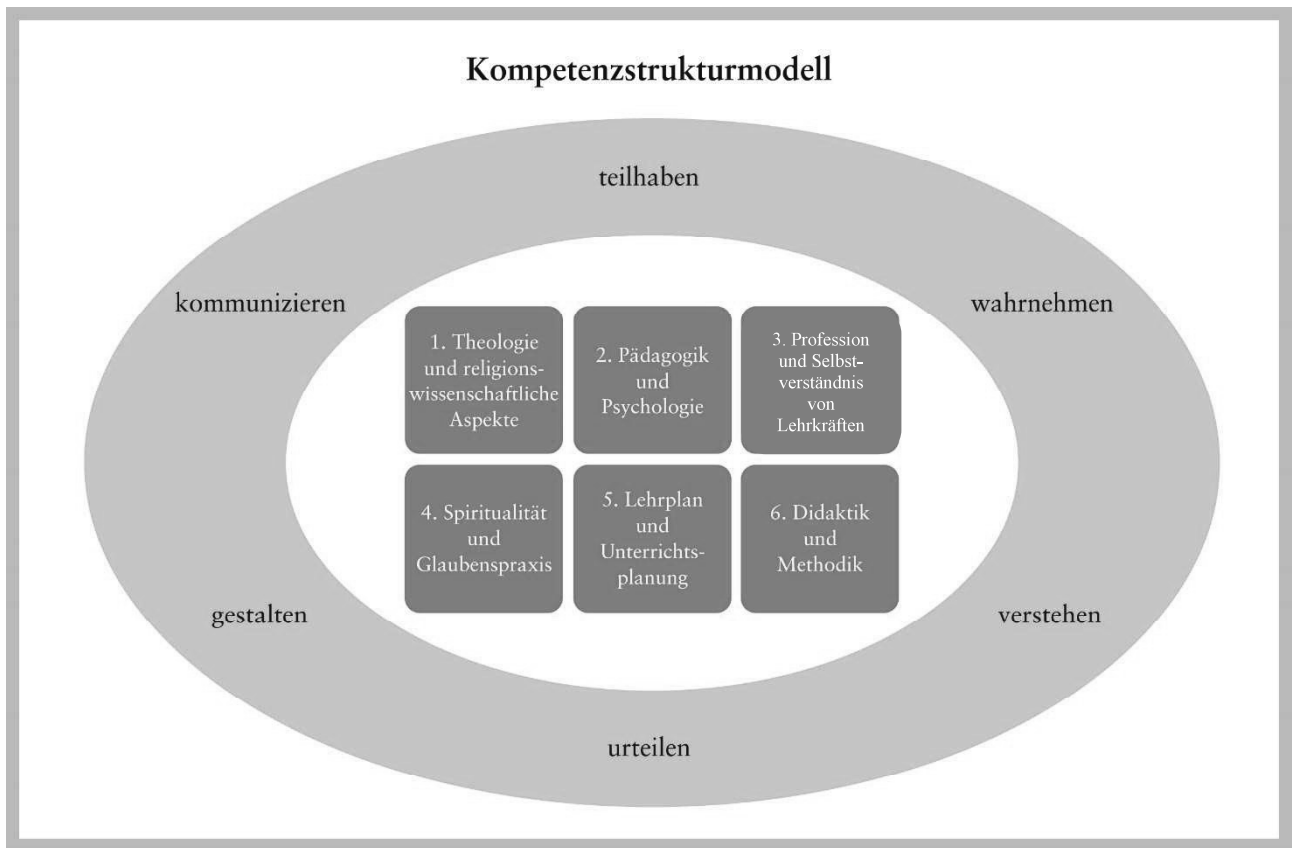 Kompetenzstrukturmodell
teilhaben
kommunizieren
wahrnehmen
1. Theologie
und religions-
wissenschaftliche
Aspekte
2. Pädagogik
und
Psychologie
3. Profession
und Selbst-
verständnis
von
Lehrkräften
4. Spiritualität
und
Glaubenspraxis
5. Lehrplan
und
Unterrichts-
planung
6. Didaktik
und
Methodik
gestalten
verstehen
urteilen